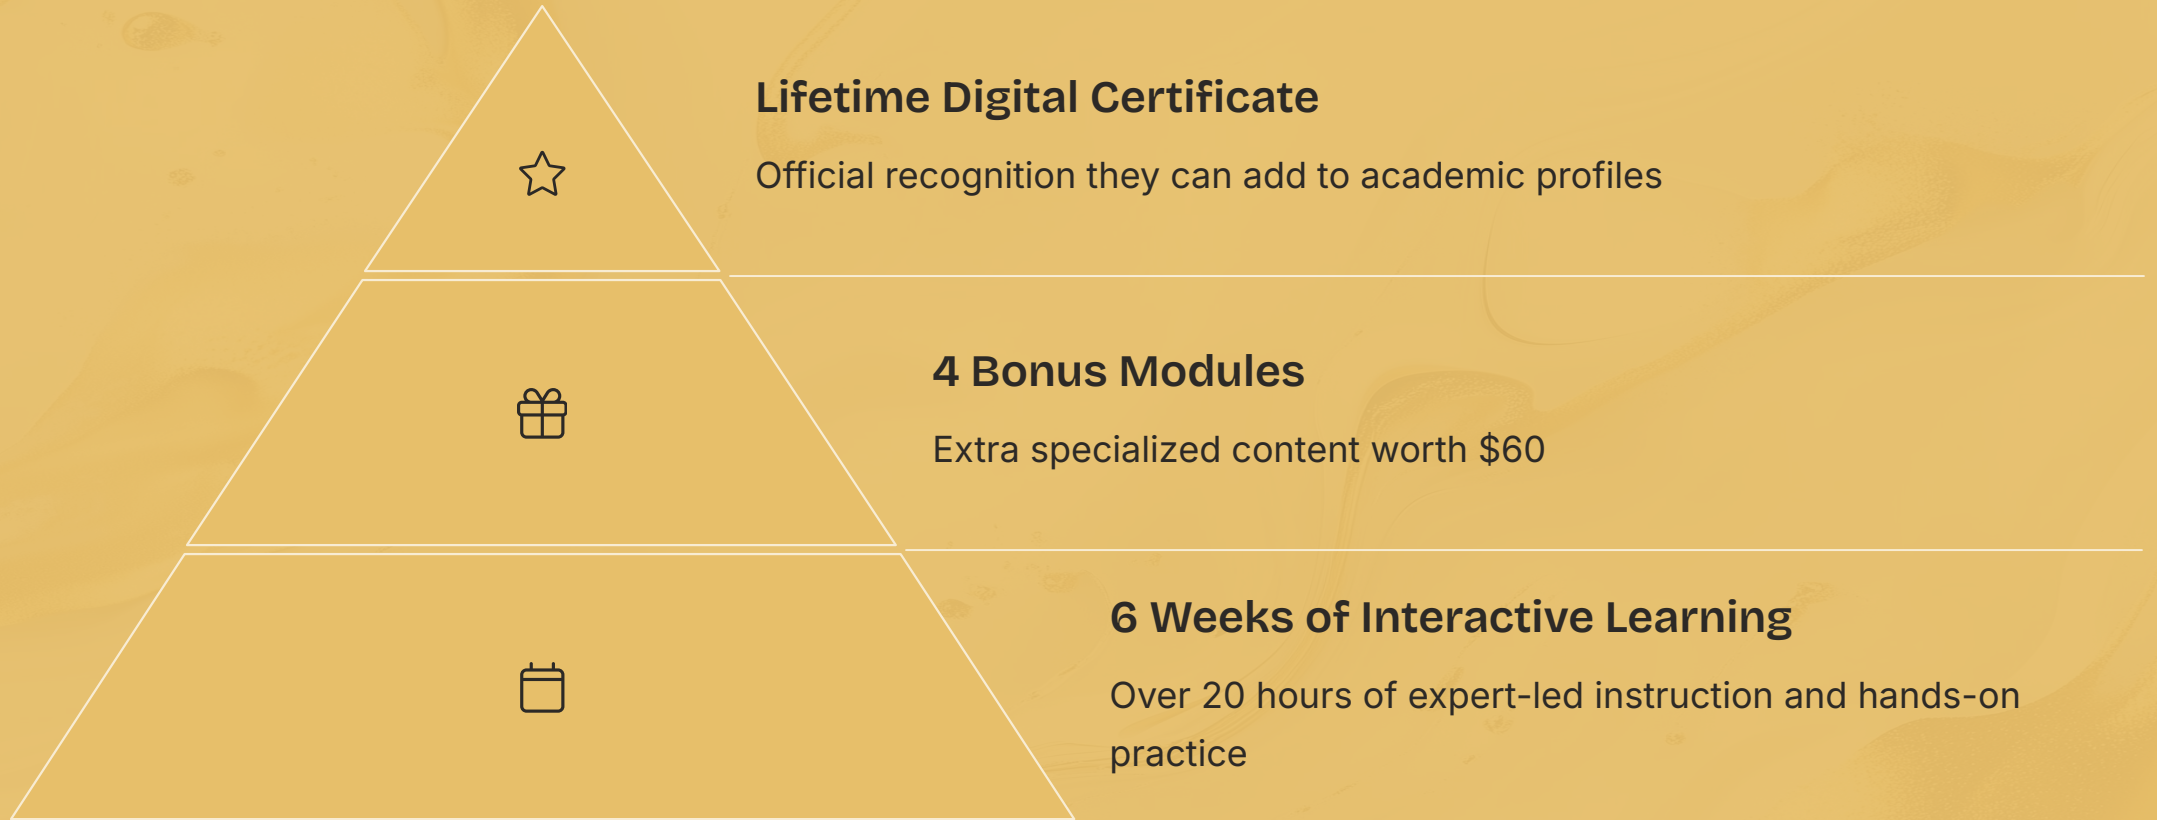 Lifetime Digital Certificate
Official recognition they can add to academic profiles
4 Bonus Modules
Extra specialized content worth $60
6 Weeks of Interactive Learning
Over 20 hours of expert-led instruction and hands-on
practice